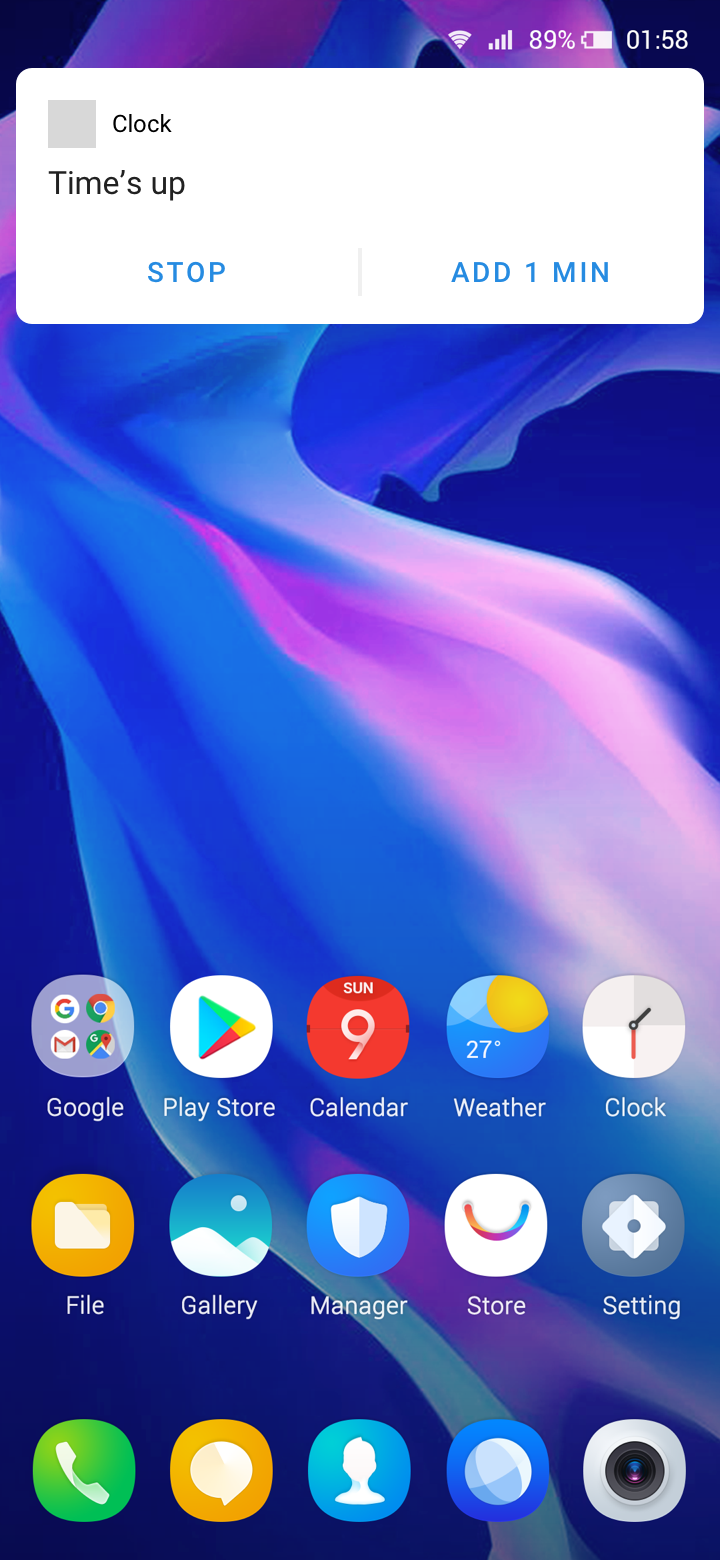 89% 01:58
Clock
Time’s up
STOP ADD 1 MIN
SUN
9
27°
Google Play Store Calendar Weather Clock
File Gallery Manager Store Setting